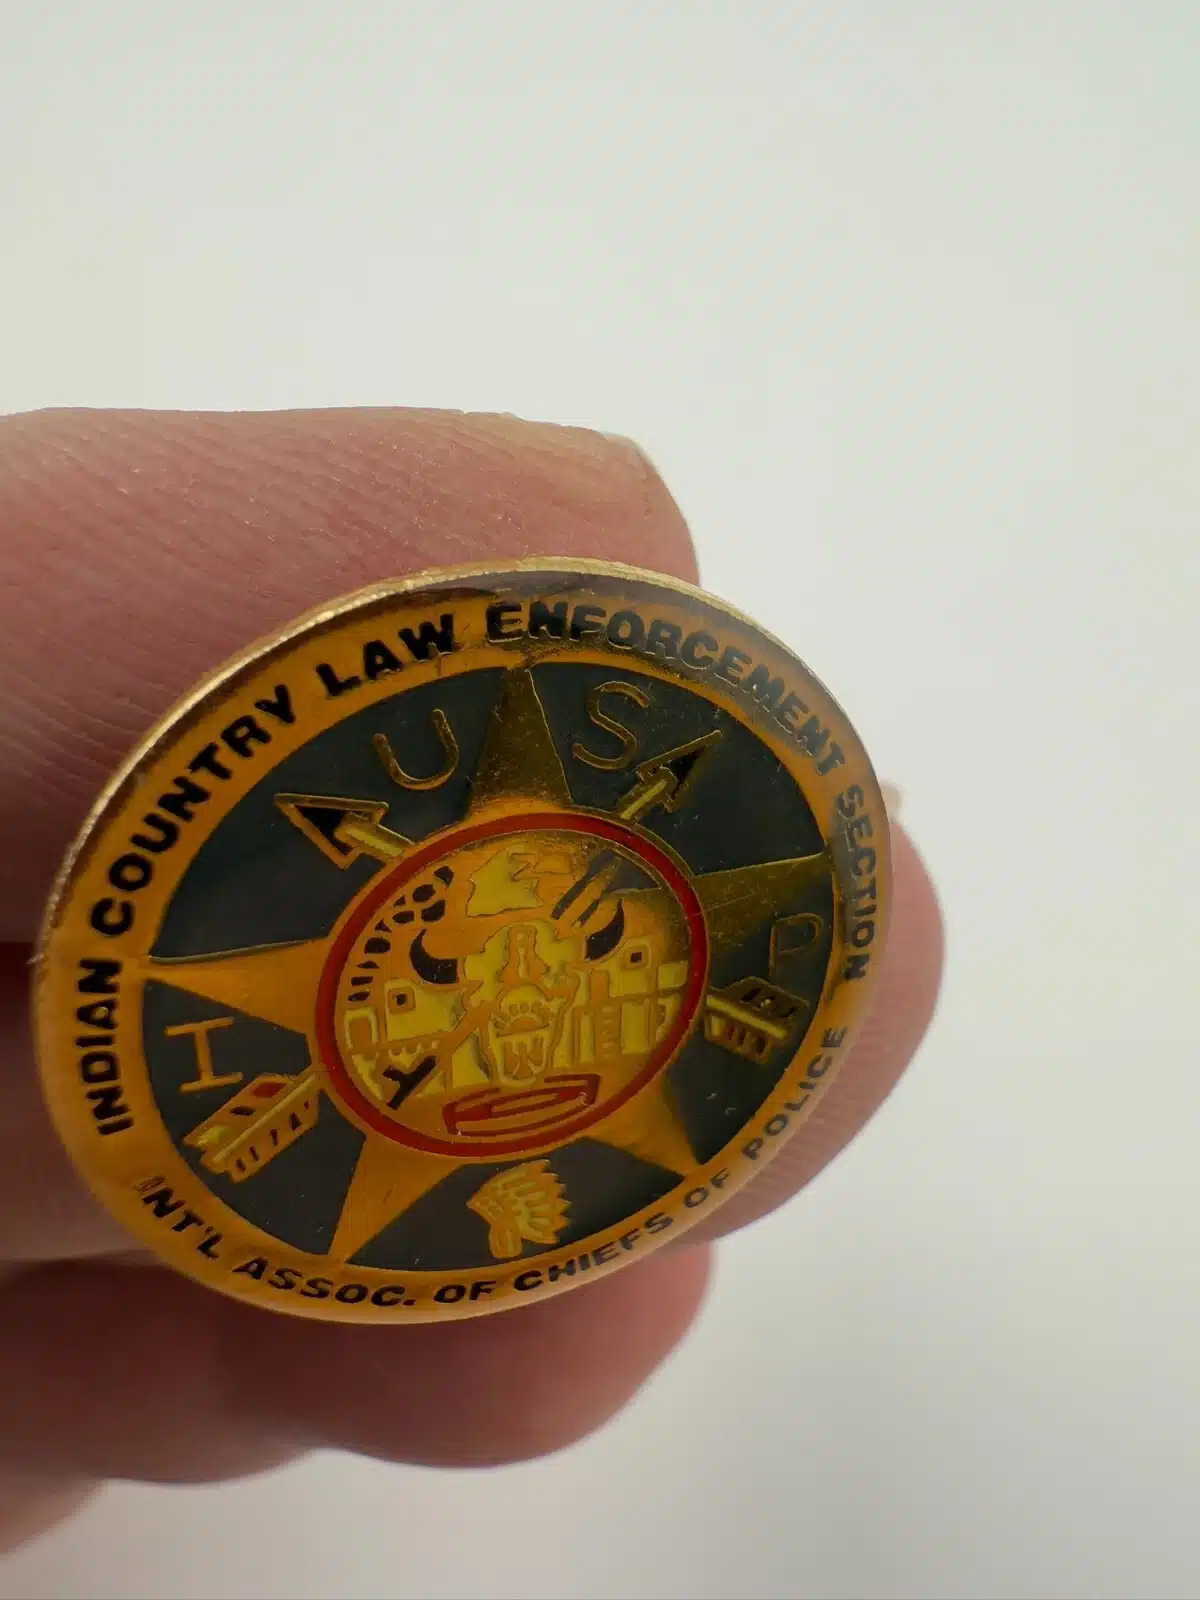 INDIAN COUNTRY LAW ENFORCEMENT SECTION
U
S
I
P
INT'L ASSOC. OF CHIEFS OF POLICE